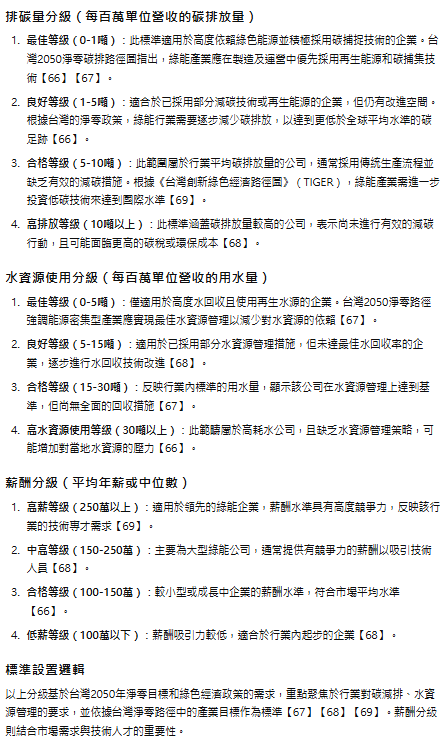 排碳量分級（每百萬單位營收的碳排放量）
1. 最佳等級（0-1噸）：此標準適用於高度依賴綠色能源並積極採用碳捕捉技術的企業。台
灣2050淨零碳排路徑圖指出，綠能產業應在製造及運營中優先採用再生能源和碳捕集技
術【66】【67】。
2. 良好等級（1-5噸）：適合於已採用部分減碳技術或再生能源的企業，但仍有改進空間。
根據台灣的淨零政策，綠能行業需要逐步減少碳排放，以達到更低於全球平均水準的碳
足跡【66】。
3. 合格等級（5-10噸）：此範圍屬於行業平均碳排放量的公司，通常採用傳統生產流程並
缺乏有效的減碳措施。根據《台灣創新綠色經濟路徑圖》（TIGER），綠能產業需進一步
投資低碳技術來達到國際水準【69】。
4. 高排放等級（10噸以上）：此標準涵蓋碳排放量較高的公司，表示尚未進行有效的減碳
行動，且可能面臨更高的碳稅或環保成本【68】。
水資源使用分級（每百萬單位營收的用水量）
1. 最佳等級（0-5噸）：僅適用於高度水回收且使用再生水源的企業。台灣2050淨零路徑
強調能源密集型產業應實現最佳水資源管理以減少對水資源的依賴【67】。
2. 良好等級（5-15噸）：適用於已採用部分水資源管理措施，但未達最佳水回收率的企
業，逐步進行水回收技術改進【68】。
3. 合格等級（15-30噸）：反映行業內標準的用水量，顯示該公司在水資源管理上達到基
準，但尚無全面的回收措施【67】。
4. 高水資源使用等級（30噸以上）：此範疇屬於高耗水公司，且缺乏水資源管理策略，可
能增加對當地水資源的壓力【66】。
薪酬分級（平均年薪或中位數）
1. 高薪等級（250萬以上）：適用於領先的綠能企業，薪酬水準具有高度競爭力，反映該行
業的技術專才需求【69】。
2. 中高等級（150-250萬）：主要為大型綠能公司，通常提供有競爭力的薪酬以吸引技術
人員【68】。
3. 合格等級（100-150萬）：較小型或成長中企業的薪酬水準，符合市場平均水準
【66】。
4. 低薪等級（100萬以下）：薪酬吸引力較低，適合於行業內起步的企業【68】。
標準設置邏輯
以上分級基於台灣2050年淨零目標和綠色經濟政策的需求，重點聚焦於行業對碳減排、水資
源管理的要求，並依據台灣淨零路徑中的產業目標作為標準【67】【68】【69】。薪酬分級
則結合市場需求與技術人才的重要性。